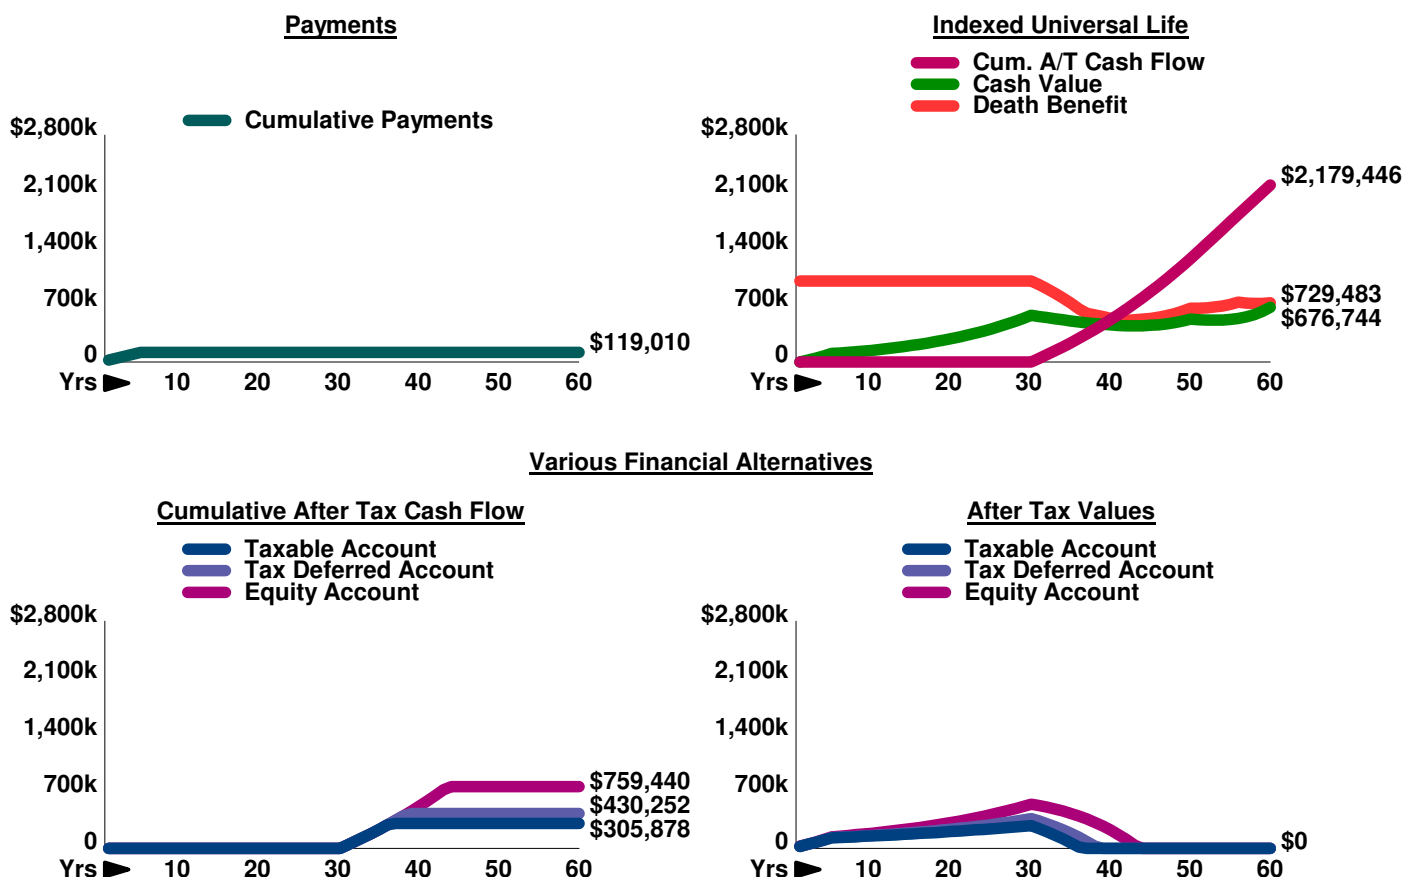 Payments
Cumulative Payments
$2,800k
2,100k
1,400k
700k
0
$119,010
Yrs 10 20 30 40 50 60
Indexed Universal Life
Cum. A/T Cash Flow
Cash Value
Death Benefit
$2,800k
2,100k
1,400k
700k
0
$2,179,446
$729,483
$676,744
Yrs 10 20 30 40 50 60
Various Financial Alternatives
Cumulative After Tax Cash Flow
Taxable Account
Tax Deferred Account
Equity Account
$2,800k
2,100k
1,400k
700k
0
$759,440
$430,252
$305,878
Yrs 10 20 30 40 50 60
After Tax Values
Taxable Account
Tax Deferred Account
Equity Account
$2,800k
2,100k
1,400k
700k
0
$0
Yrs 10 20 30 40 50 60